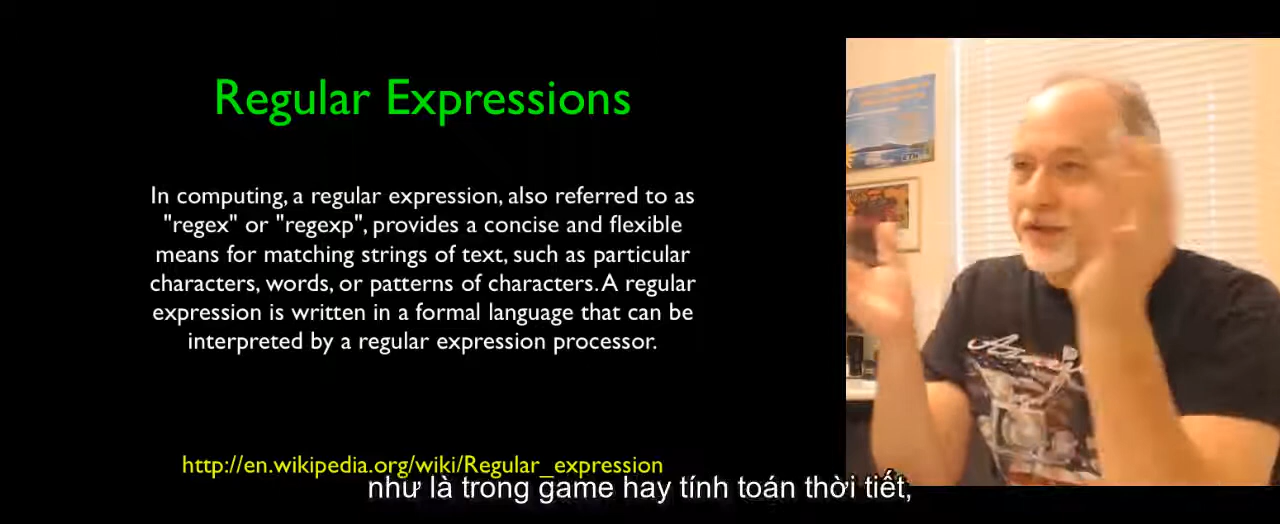 Regular Expressions
In computing, a regular expression, also referred to as
"regex" or "regexp", provides a concise and flexible
means for matching strings of text, such as particular
characters, words, or patterns of characters. A regular
expression is written in a formal language that can be
interpreted by a regular expression processor.
http://en.wikipedia.org/wiki/Regular_expression
như là trong game hay tính toán thời tiết,